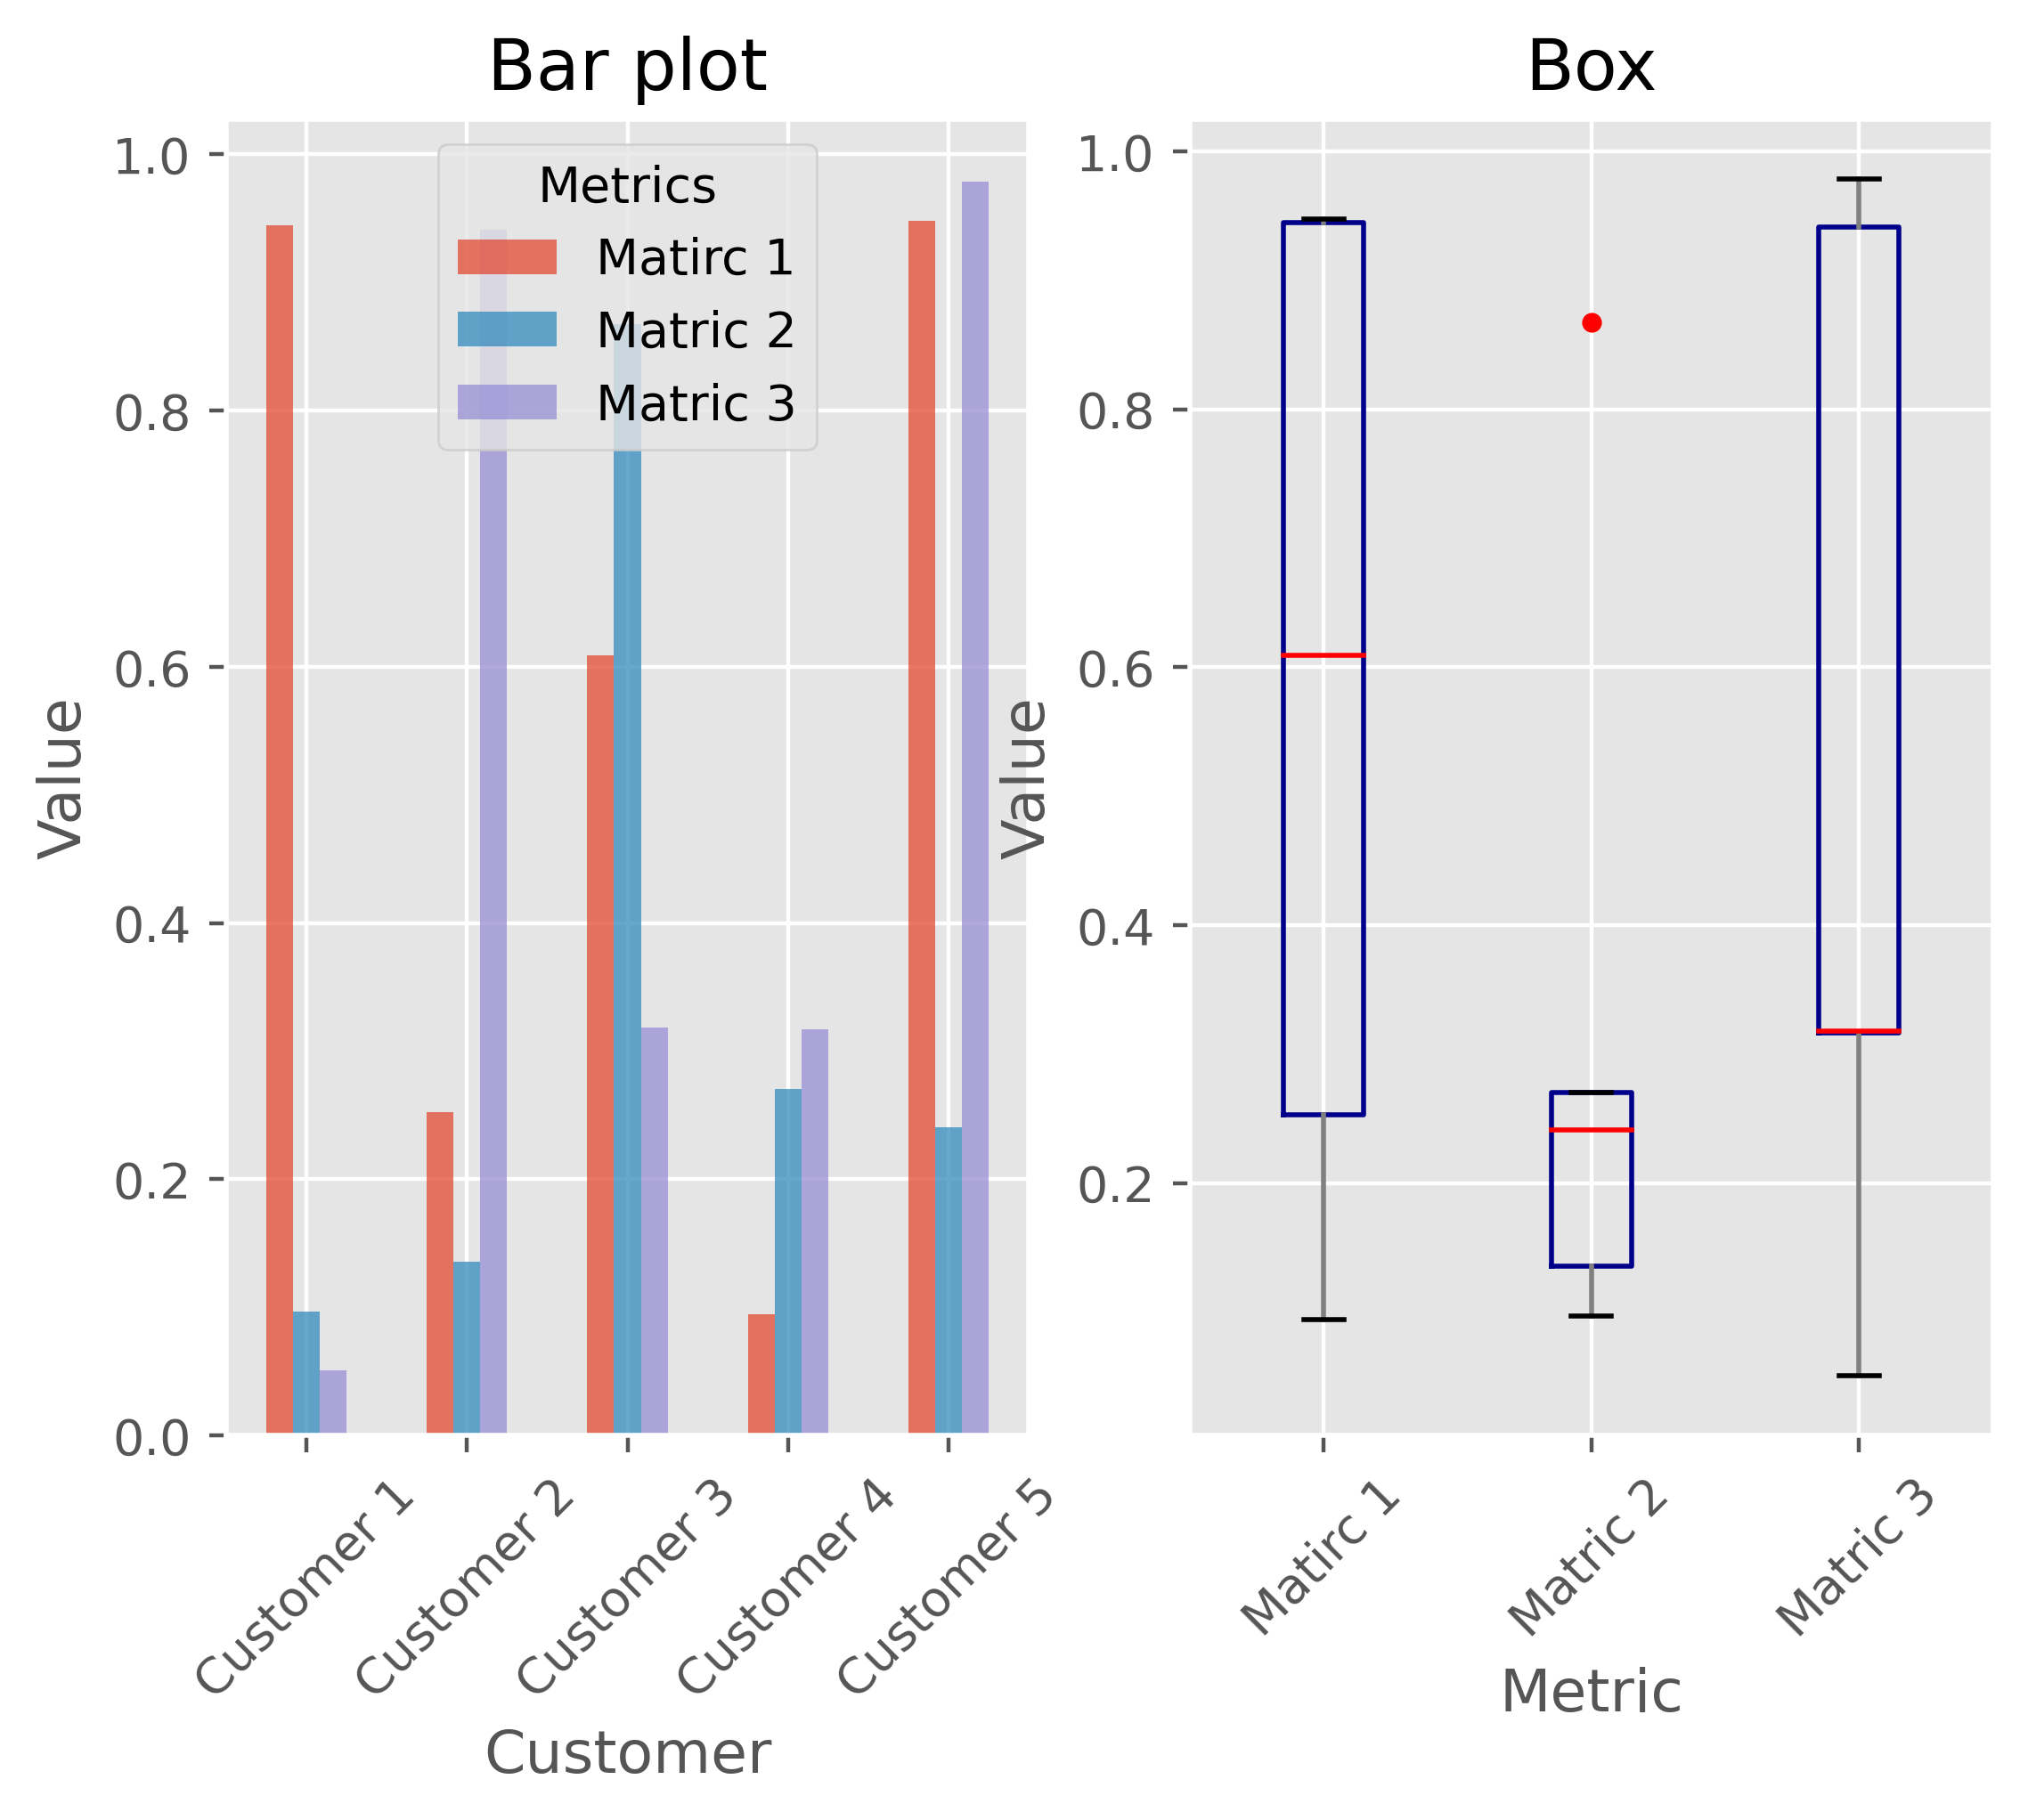 Bar plot
Metrics
Matirc 1
Matric 2
Matric 3
1.0
0.8
0.6
0.4
0.2
0.0
Value
Customer 1
Customer 2
Customer 3
Customer 4
Customer 5
Customer
Box
1.0
0.8
0.6
0.4
0.2
Value
Matirc 1
Matric 2
Matric 3
Metric